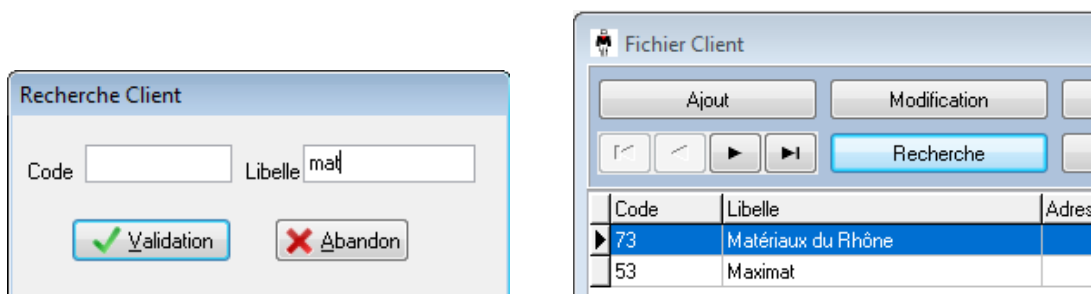 Recherche Client
Code
Libelle mat
Validation
Abandon
Fichier Client
Ajout
Modification
Recherche
Code Libelle Adres
73 Matériaux du Rhône
53 Maximat